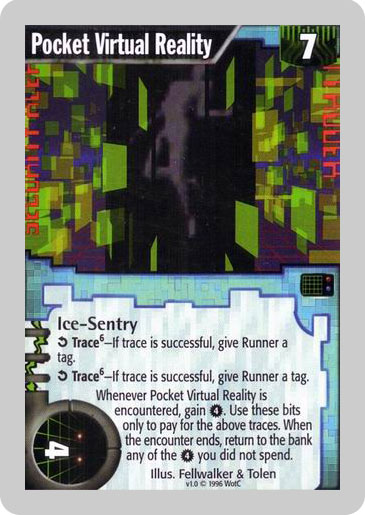 Pocket Virtual Reality
7
Ice–Sentry
Trace6–If trace is successful, give Runner a
tag.
Trace6–If trace is successful, give Runner a tag.
Whenever Pocket Virtual Reality is
encountered, gain 4. Use these bits
only to pay for the above traces. When
the encounter ends, return to the bank
any of the 4 you did not spend.
4
Illus. Fellwalker & Tolen
v1.0 © 1996 WotC